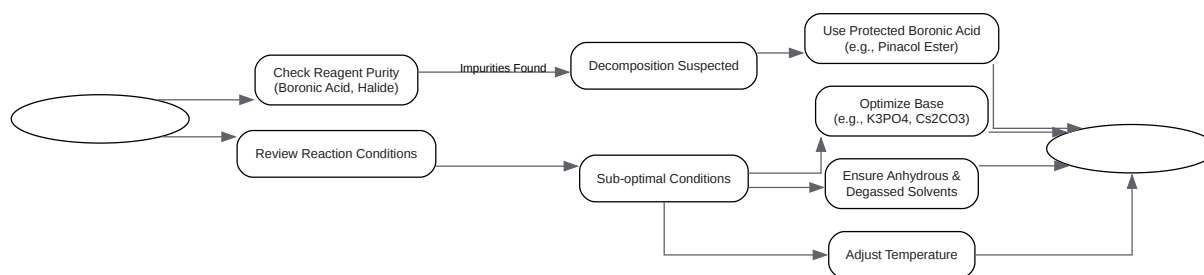 Check Reagent Purity
(Boronic Acid, Halide)
Impurities Found
Decomposition Suspected
Use Protected Boronic Acid
(e.g., Pinacol Ester)
Review Reaction Conditions
Sub-optimal Conditions
Optimize Base
(e.g., K3PO4, Cs2CO3)
Ensure Anhydrous &
Degassed Solvents
Adjust Temperature